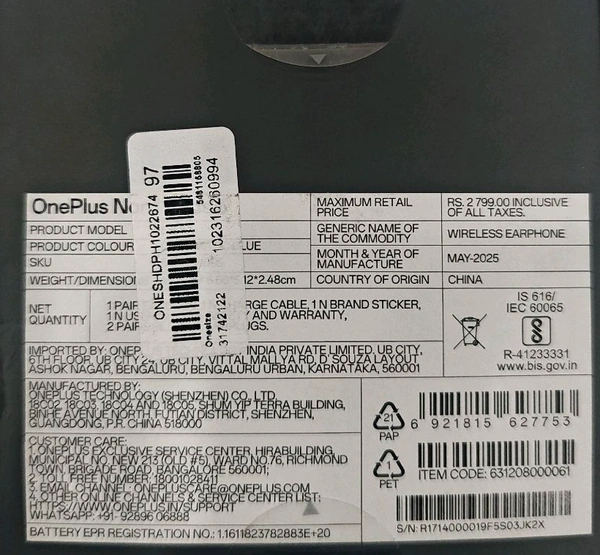 OnePlus No
PRODUCT MODEL
PRODUCT COLOUR
LUE
SKU
WEIGHT/DIMENSION
12*2.48cm
MAXIMUM RETAIL PRICE
RS. 2 799.00 INCLUSIVE OF ALL TAXES.
GENERIC NAME OF THE COMMODITY
WIRELESS EARPHONE
MONTH & YEAR OF MANUFACTURE
MAY-2025
COUNTRY OF ORIGIN
CHINA
ONESHDPH1022674 97
5461158805
102316260994
Onesize
31742122
NET QUANTITY
1 PAIR
RGE CABLE, 1 N BRAND STICKER,
1 N US
Y AND WARRANTY,
2 PAIR
UGS.
IS 616/
IEC 60065
R-41233331
www.bis.gov.in
IMPORTED BY: ONEP
INDIA PRIVATE LIMITED. UB CITY,
6TH FLOOR, UB CITY 24, UB CITY, VITTAL MALLYA RD, D' SOUZA LAYOUT
ASHOK NAGAR, BENGALURU, BENGALURU URBAN, KARNATAKA, 560001
MANUFACTURED BY:
ONEPLUS TECHNOLOGY (SHENZHEN) CO., LTD.
18C02, 18C03, 18C04, AND 18C05, SHUM YIP TERRA BUILDING,
BINHE AVENUE NORTH, FUTIAN DISTRICT, SHENZHEN,
GUANGDONG, P.R. CHINA 518000
CUSTOMER CARE:
1. ONEPLUS EXCLUSIVE SERVICE CENTER, HIRABUILDING,
MUNICIPAL NO. NEW #13 (OLD #5), WARD NO.76, RICHMOND
TOWN, BRIGADE ROAD, BANGALORE 560001;
2. TOLL FREE NUMBER: 18001028411
3. EMAIL CHANNEL: ONEPLUSCARE@ONEPLUS.COM
4. OTHER ONLINE CHANNELS & SERVICE CENTER LIST:
HTTPS://WWW.ONEPLUS.IN/SUPPORT
WHATSAPP: +91- 92896 06888
BATTERY EPR REGISTRATION NO.: 1.1611823782883E+20
21
PAP
1
PET
6 921815 627753
ITEM CODE: 631208000061
S/N: R1714000019F5S03JK2X